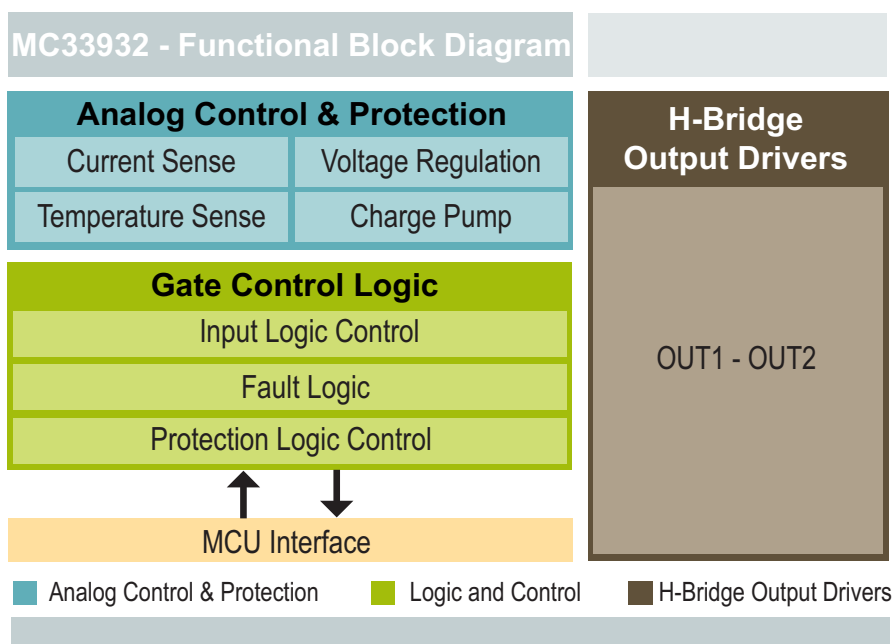 MC33932 - Functional Block Diagram
Analog Control & Protection
Current Sense
Voltage Regulation
Temperature Sense
Charge Pump
Gate Control Logic
Input Logic Control
Fault Logic
Protection Logic Control
MCU Interface
H-Bridge
Output Drivers
OUT1 - OUT2
Analog Control & Protection
Logic and Control
H-Bridge Output Drivers